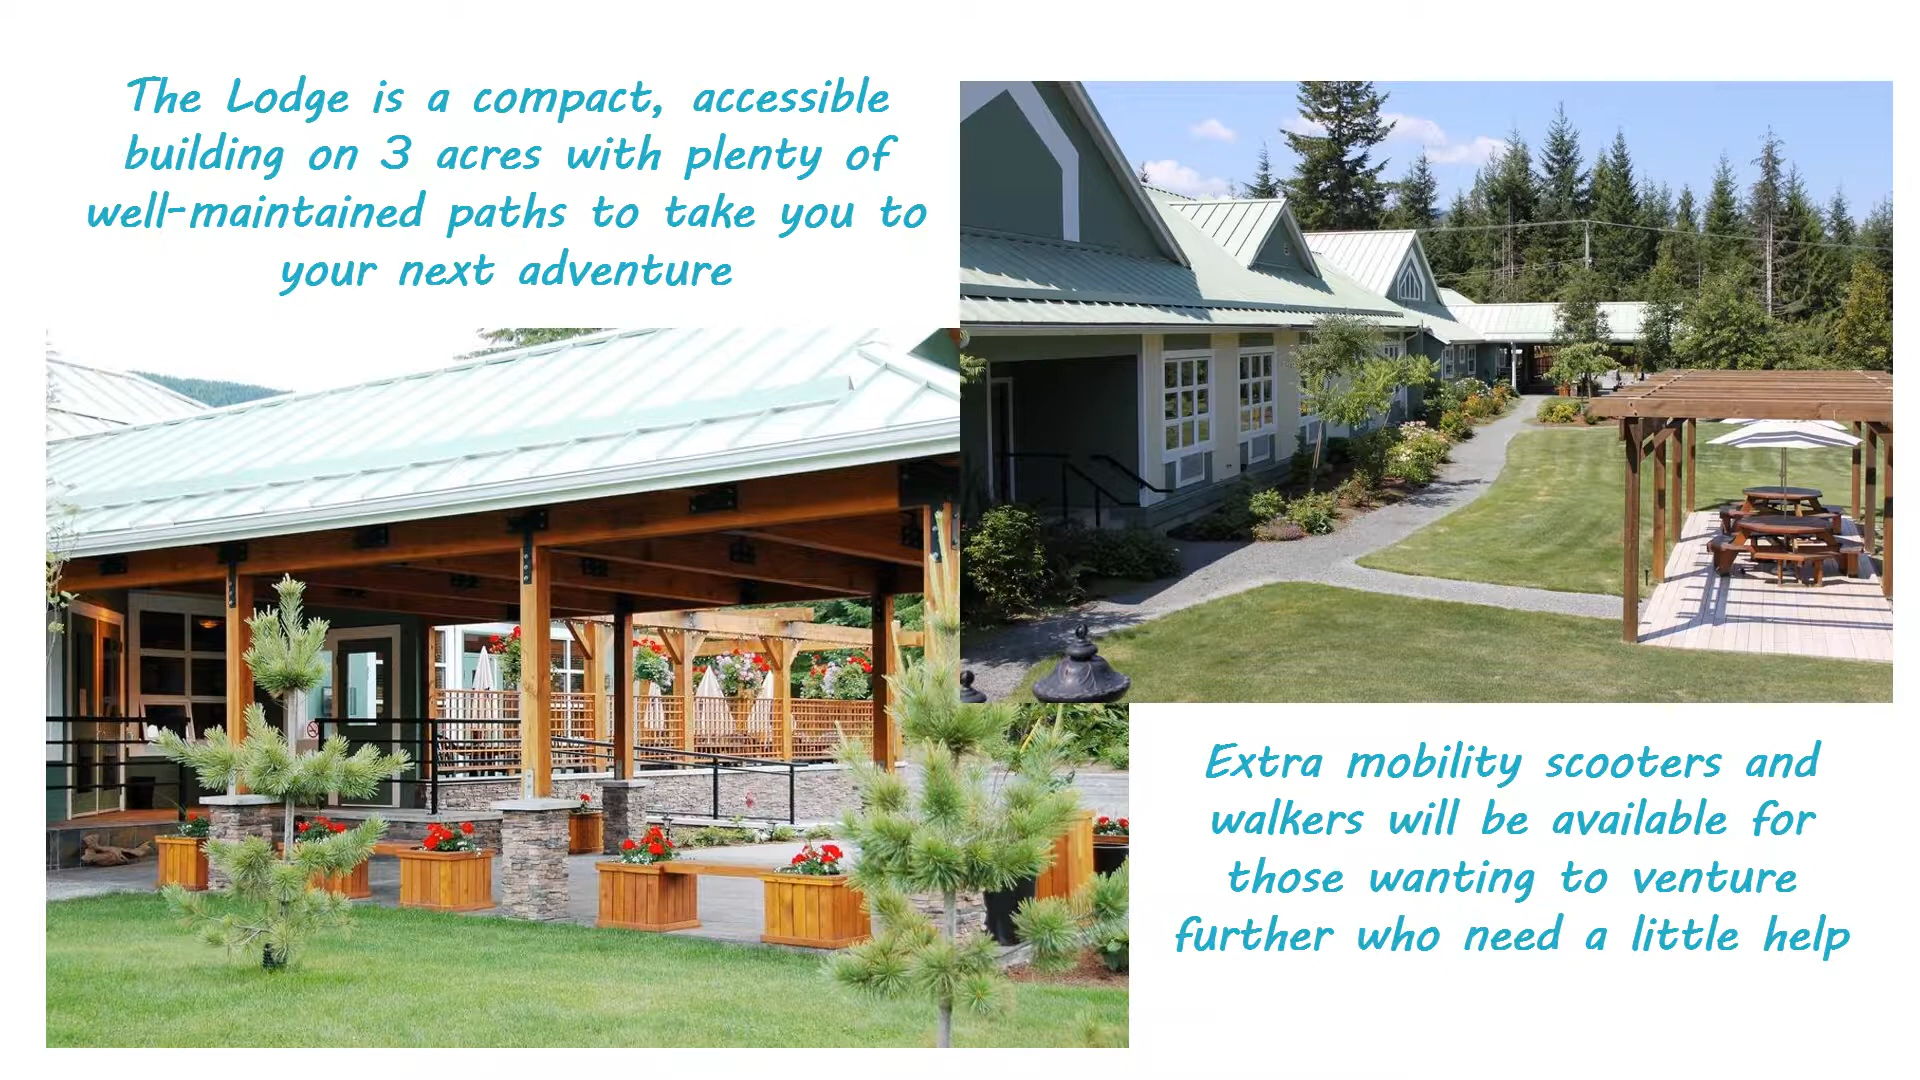 The Lodge is a compact, accessible
building on 3 acres with plenty of
well-maintained paths to take you to
your next adventure
Extra mobility scooters and
walkers will be available for
those wanting to venture
further who need a little help